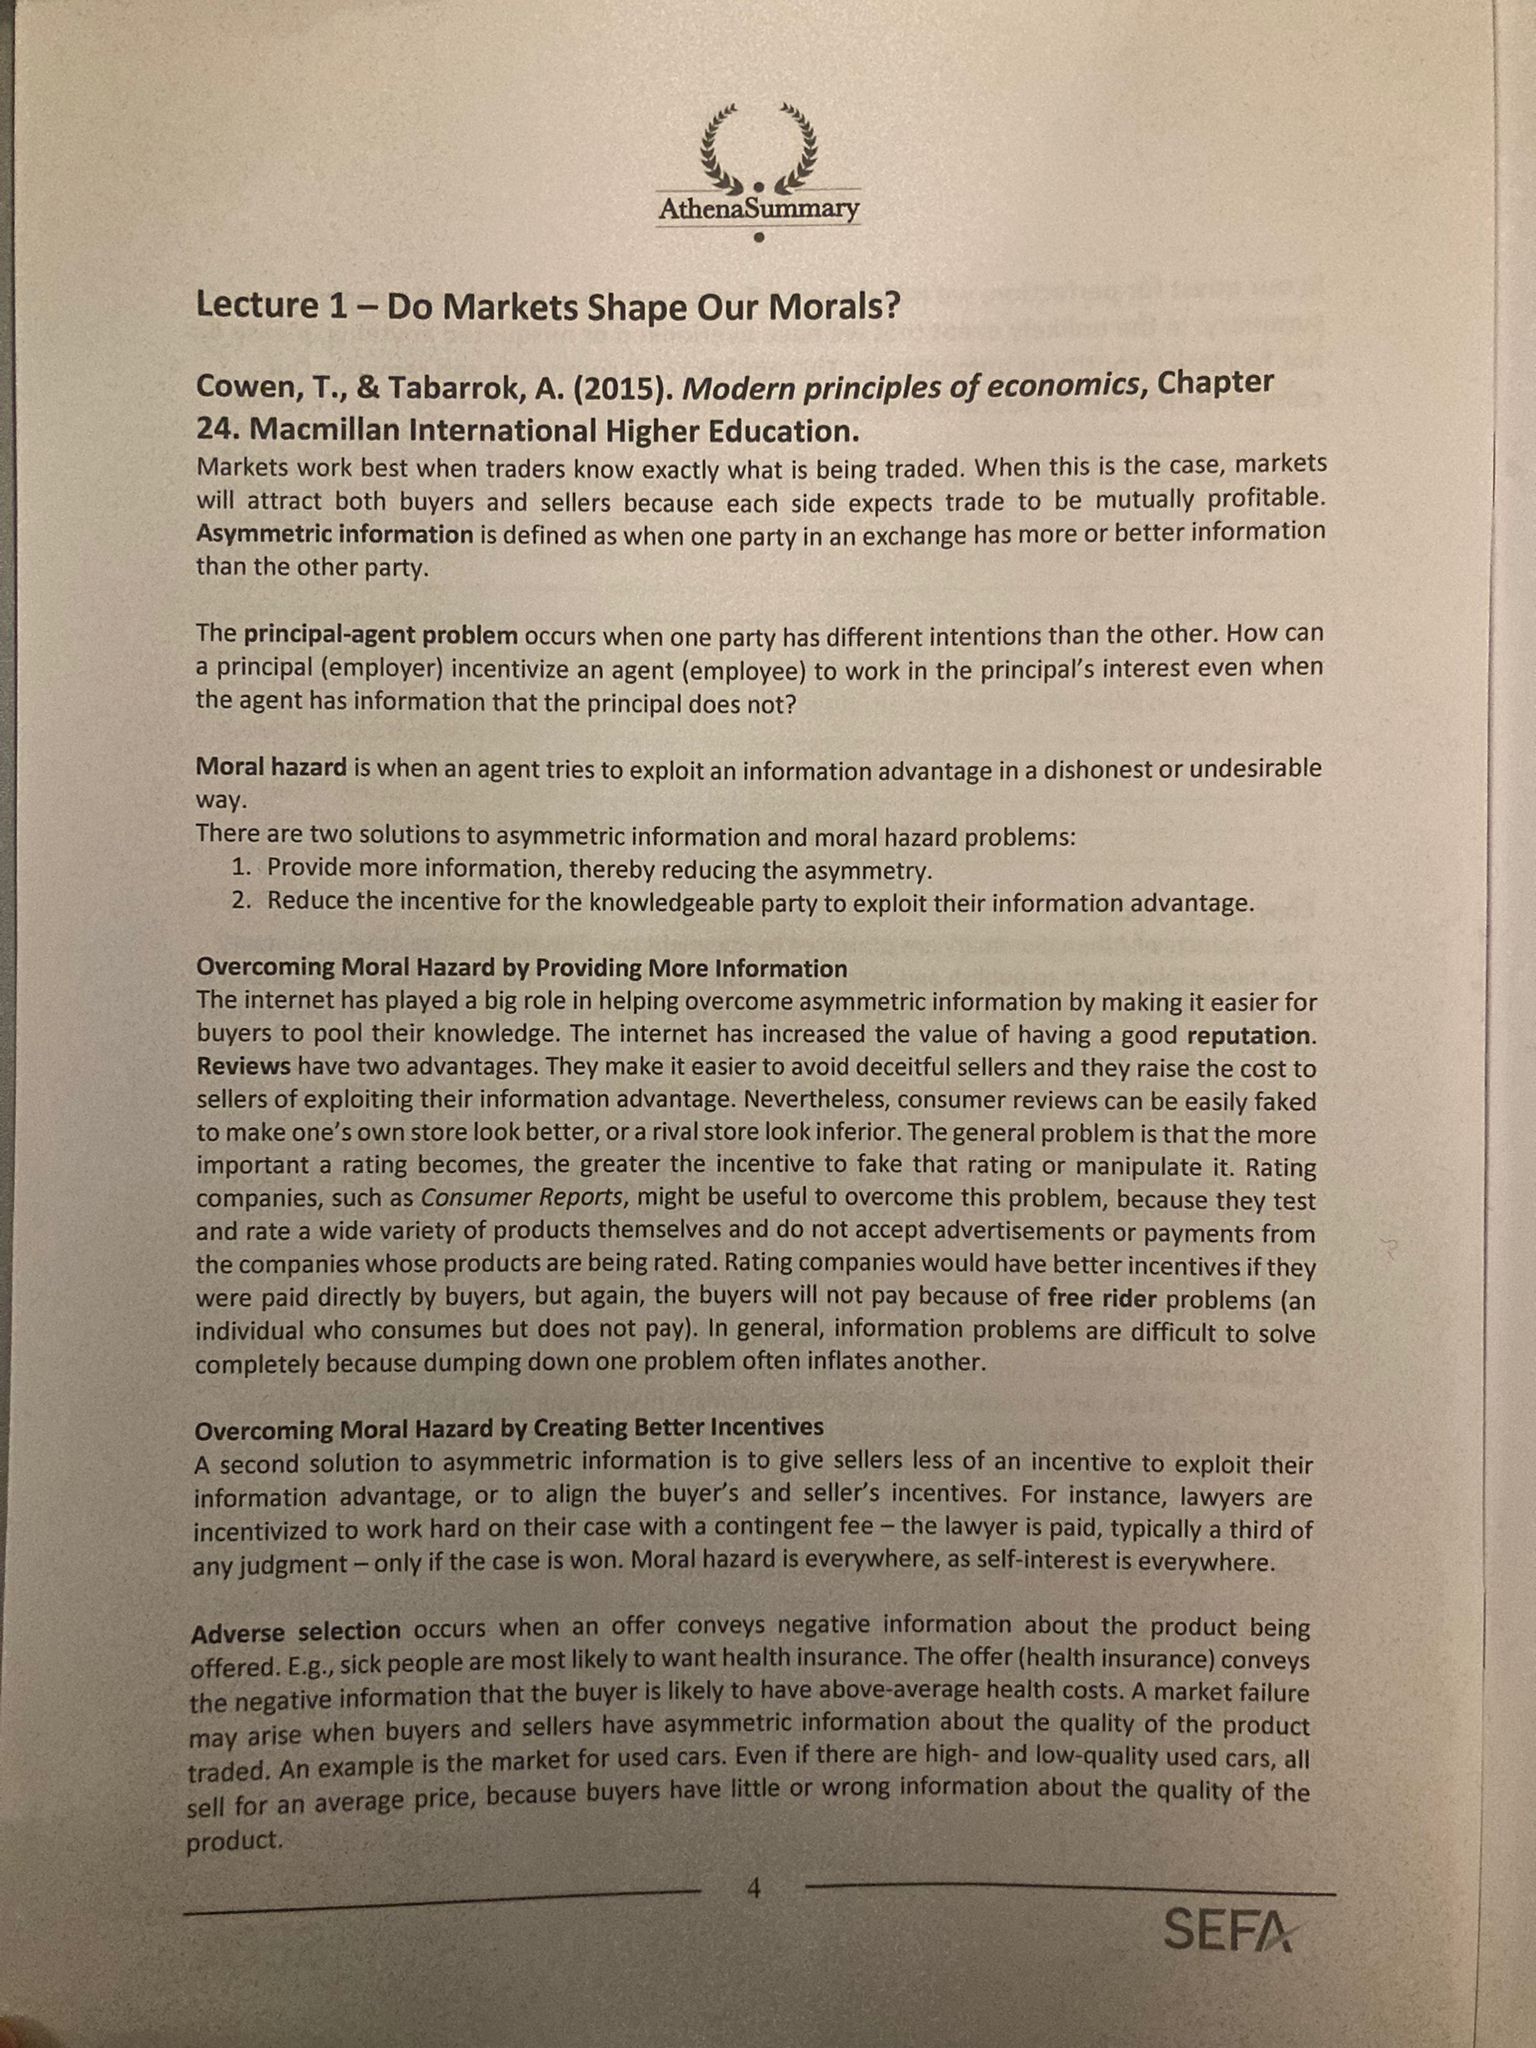 AthenaSummary
Lecture 1 – Do Markets Shape Our Morals?
Cowen, T., & Tabarrok, A. (2015). Modern principles of economics, Chapter
24. Macmillan International Higher Education.
Markets work best when traders know exactly what is being traded. When this is the case, markets
will attract both buyers and sellers because each side expects trade to be mutually profitable.
Asymmetric information is defined as when one party in an exchange has more or better information
than the other party.
The principal-agent problem occurs when one party has different intentions than the other. How can
a principal (employer) incentivize an agent (employee) to work in the principal's interest even when
the agent has information that the principal does not?
Moral hazard is when an agent tries to exploit an information advantage in a dishonest or undesirable
way.
There are two solutions to asymmetric information and moral hazard problems:
1. Provide more information, thereby reducing the asymmetry.
2. Reduce the incentive for the knowledgeable party to exploit their information advantage.
Overcoming Moral Hazard by Providing More Information
The internet has played a big role in helping overcome asymmetric information by making it easier for
buyers to pool their knowledge. The internet has increased the value of having a good reputation.
Reviews have two advantages. They make it easier to avoid deceitful sellers and they raise the cost to
sellers of exploiting their information advantage. Nevertheless, consumer reviews can be easily faked
to make one's own store look better, or a rival store look inferior. The general problem is that the more
important a rating becomes, the greater the incentive to fake that rating or manipulate it. Rating
companies, such as Consumer Reports, might be useful to overcome this problem, because they test
and rate a wide variety of products themselves and do not accept advertisements or payments from
the companies whose products are being rated. Rating companies would have better incentives if they
were paid directly by buyers, but again, the buyers will not pay because of free rider problems (an
individual who consumes but does not pay). In general, information problems are difficult to solve
completely because dumping down one problem often inflates another.
Overcoming Moral Hazard by Creating Better Incentives
A second solution to asymmetric information is to give sellers less of an incentive to exploit their
information advantage, or to align the buyer's and seller's incentives. For instance, lawyers are
incentivized to work hard on their case with a contingent fee – the lawyer is paid, typically a third of
any judgment – only if the case is won. Moral hazard is everywhere, as self-interest is everywhere.
Adverse selection occurs when an offer conveys negative information about the product being
offered. E.g., sick people are most likely to want health insurance. The offer (health insurance) conveys
the negative information that the buyer is likely to have above-average health costs. A market failure
may arise when buyers and sellers have asymmetric information about the quality of the product
traded. An example is the market for used cars. Even if there are high- and low-quality used cars, all
sell for an average price, because buyers have little or wrong information about the quality of the
product.
4
SEFA